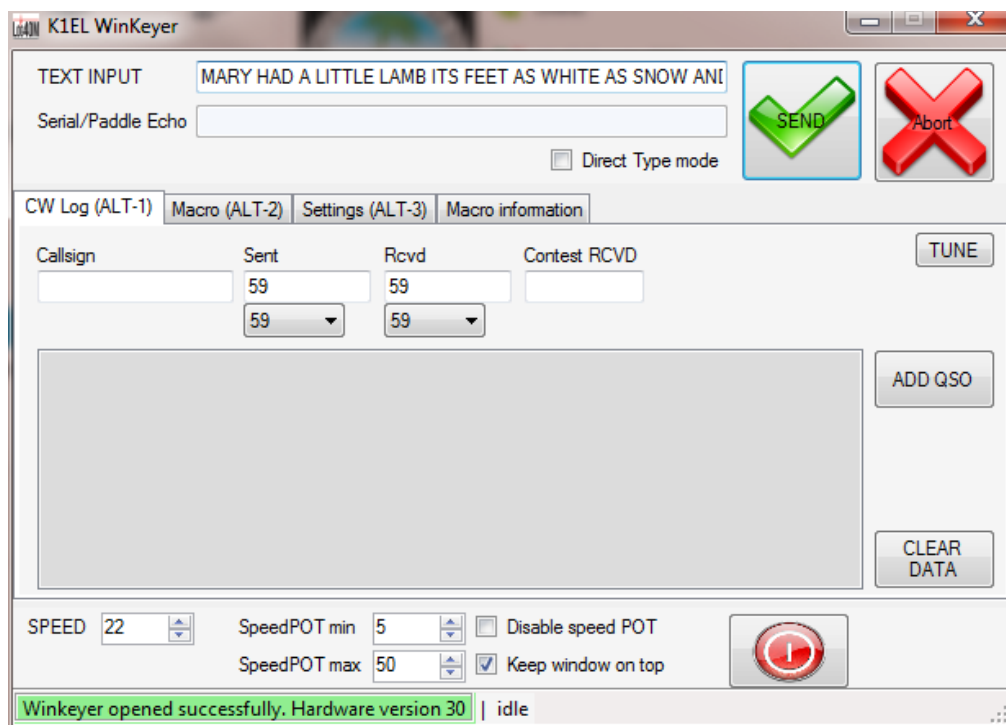 K1EL WinKeyer
TEXT INPUT MARY HAD A LITTLE LAMB ITS FEET AS WHITE AS SNOW AND
Serial/Paddle Echo
SEND
Abort
Direct Type mode
CW Log (ALT-1) Macro (ALT-2) Settings (ALT-3) Macro information
Callsign Sent Rcvd Contest RCVD TUNE
59 59
59 59
ADD QSO
CLEAR
DATA
SPEED 22 SpeedPOT min 5 Disable speed POT
SpeedPOT max 50 Keep window on top
Winkeyer opened successfully. Hardware version 30 | idle